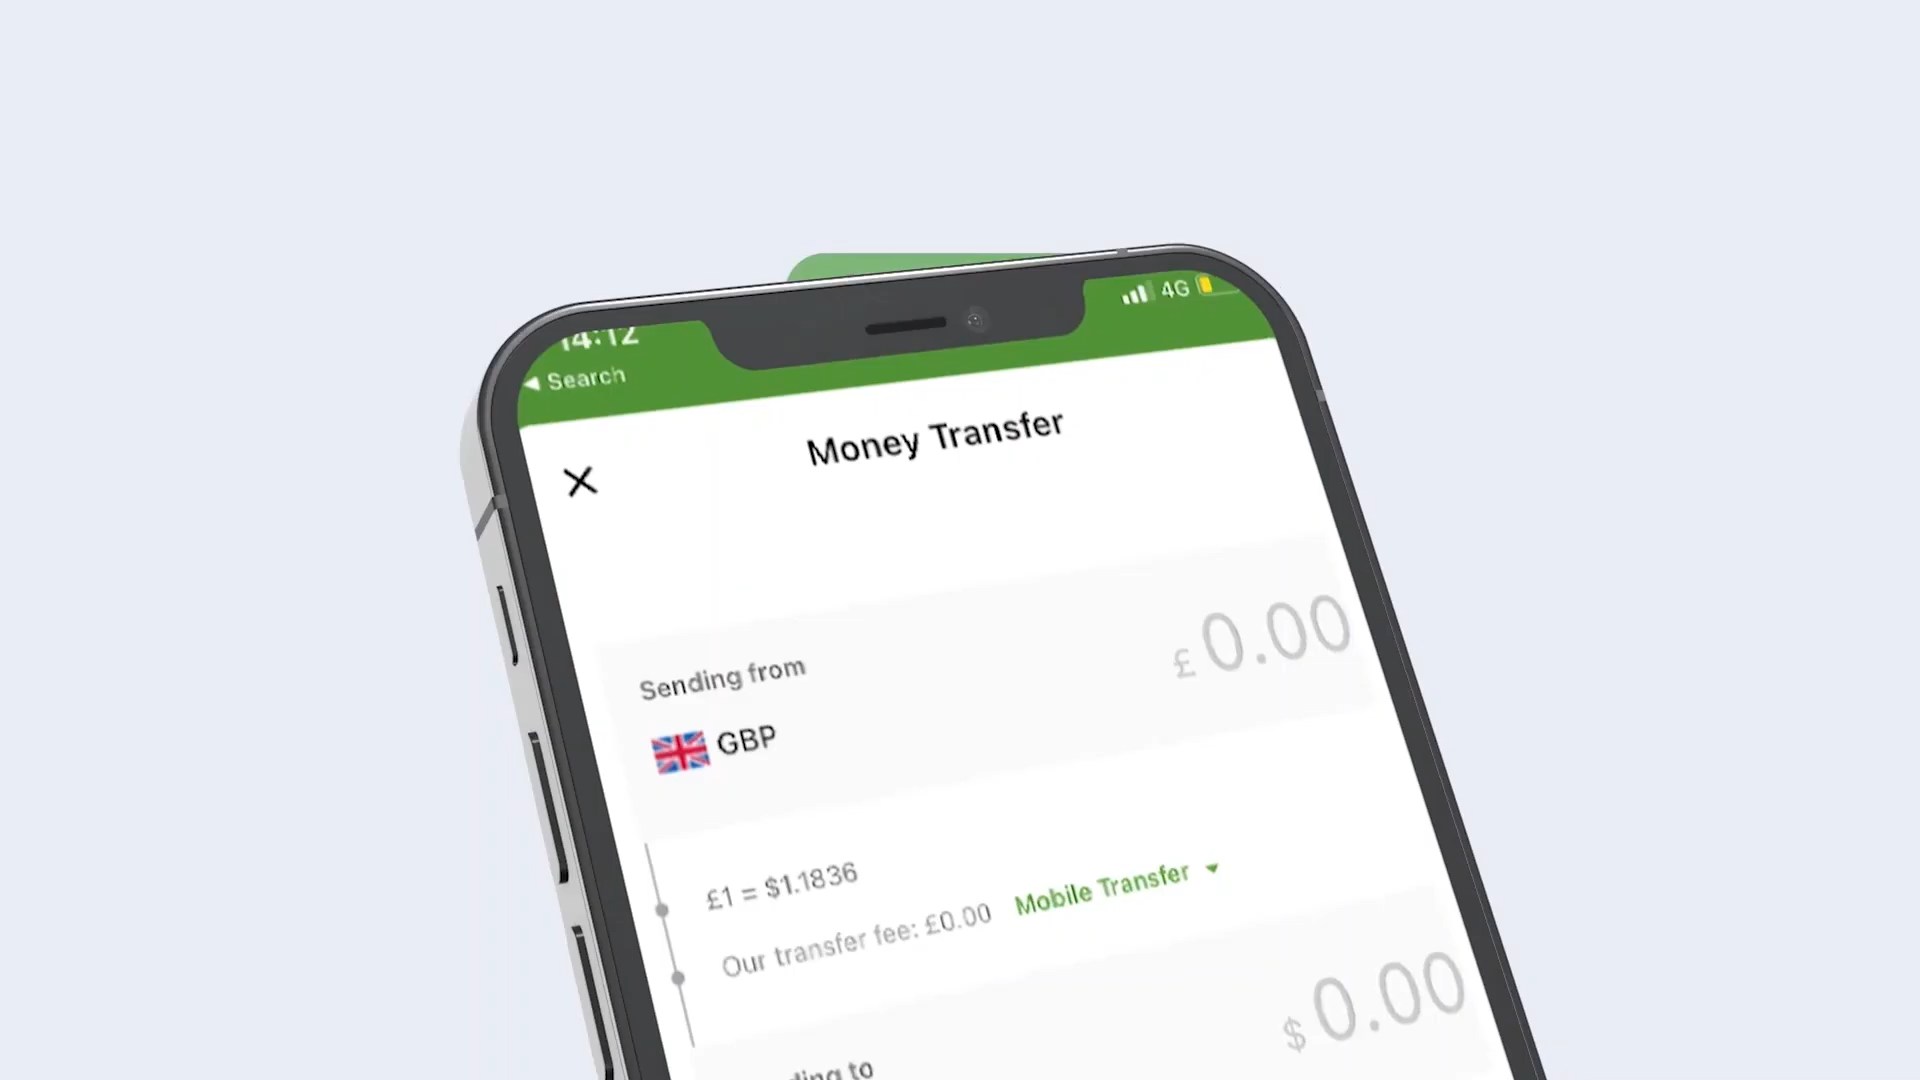 14:12
4G
Search
Money Transfer
Sending from
£0.00
GBP
£1 = $1.1836
Our transfer fee: £0.00
Mobile Transfer
$0.00
to